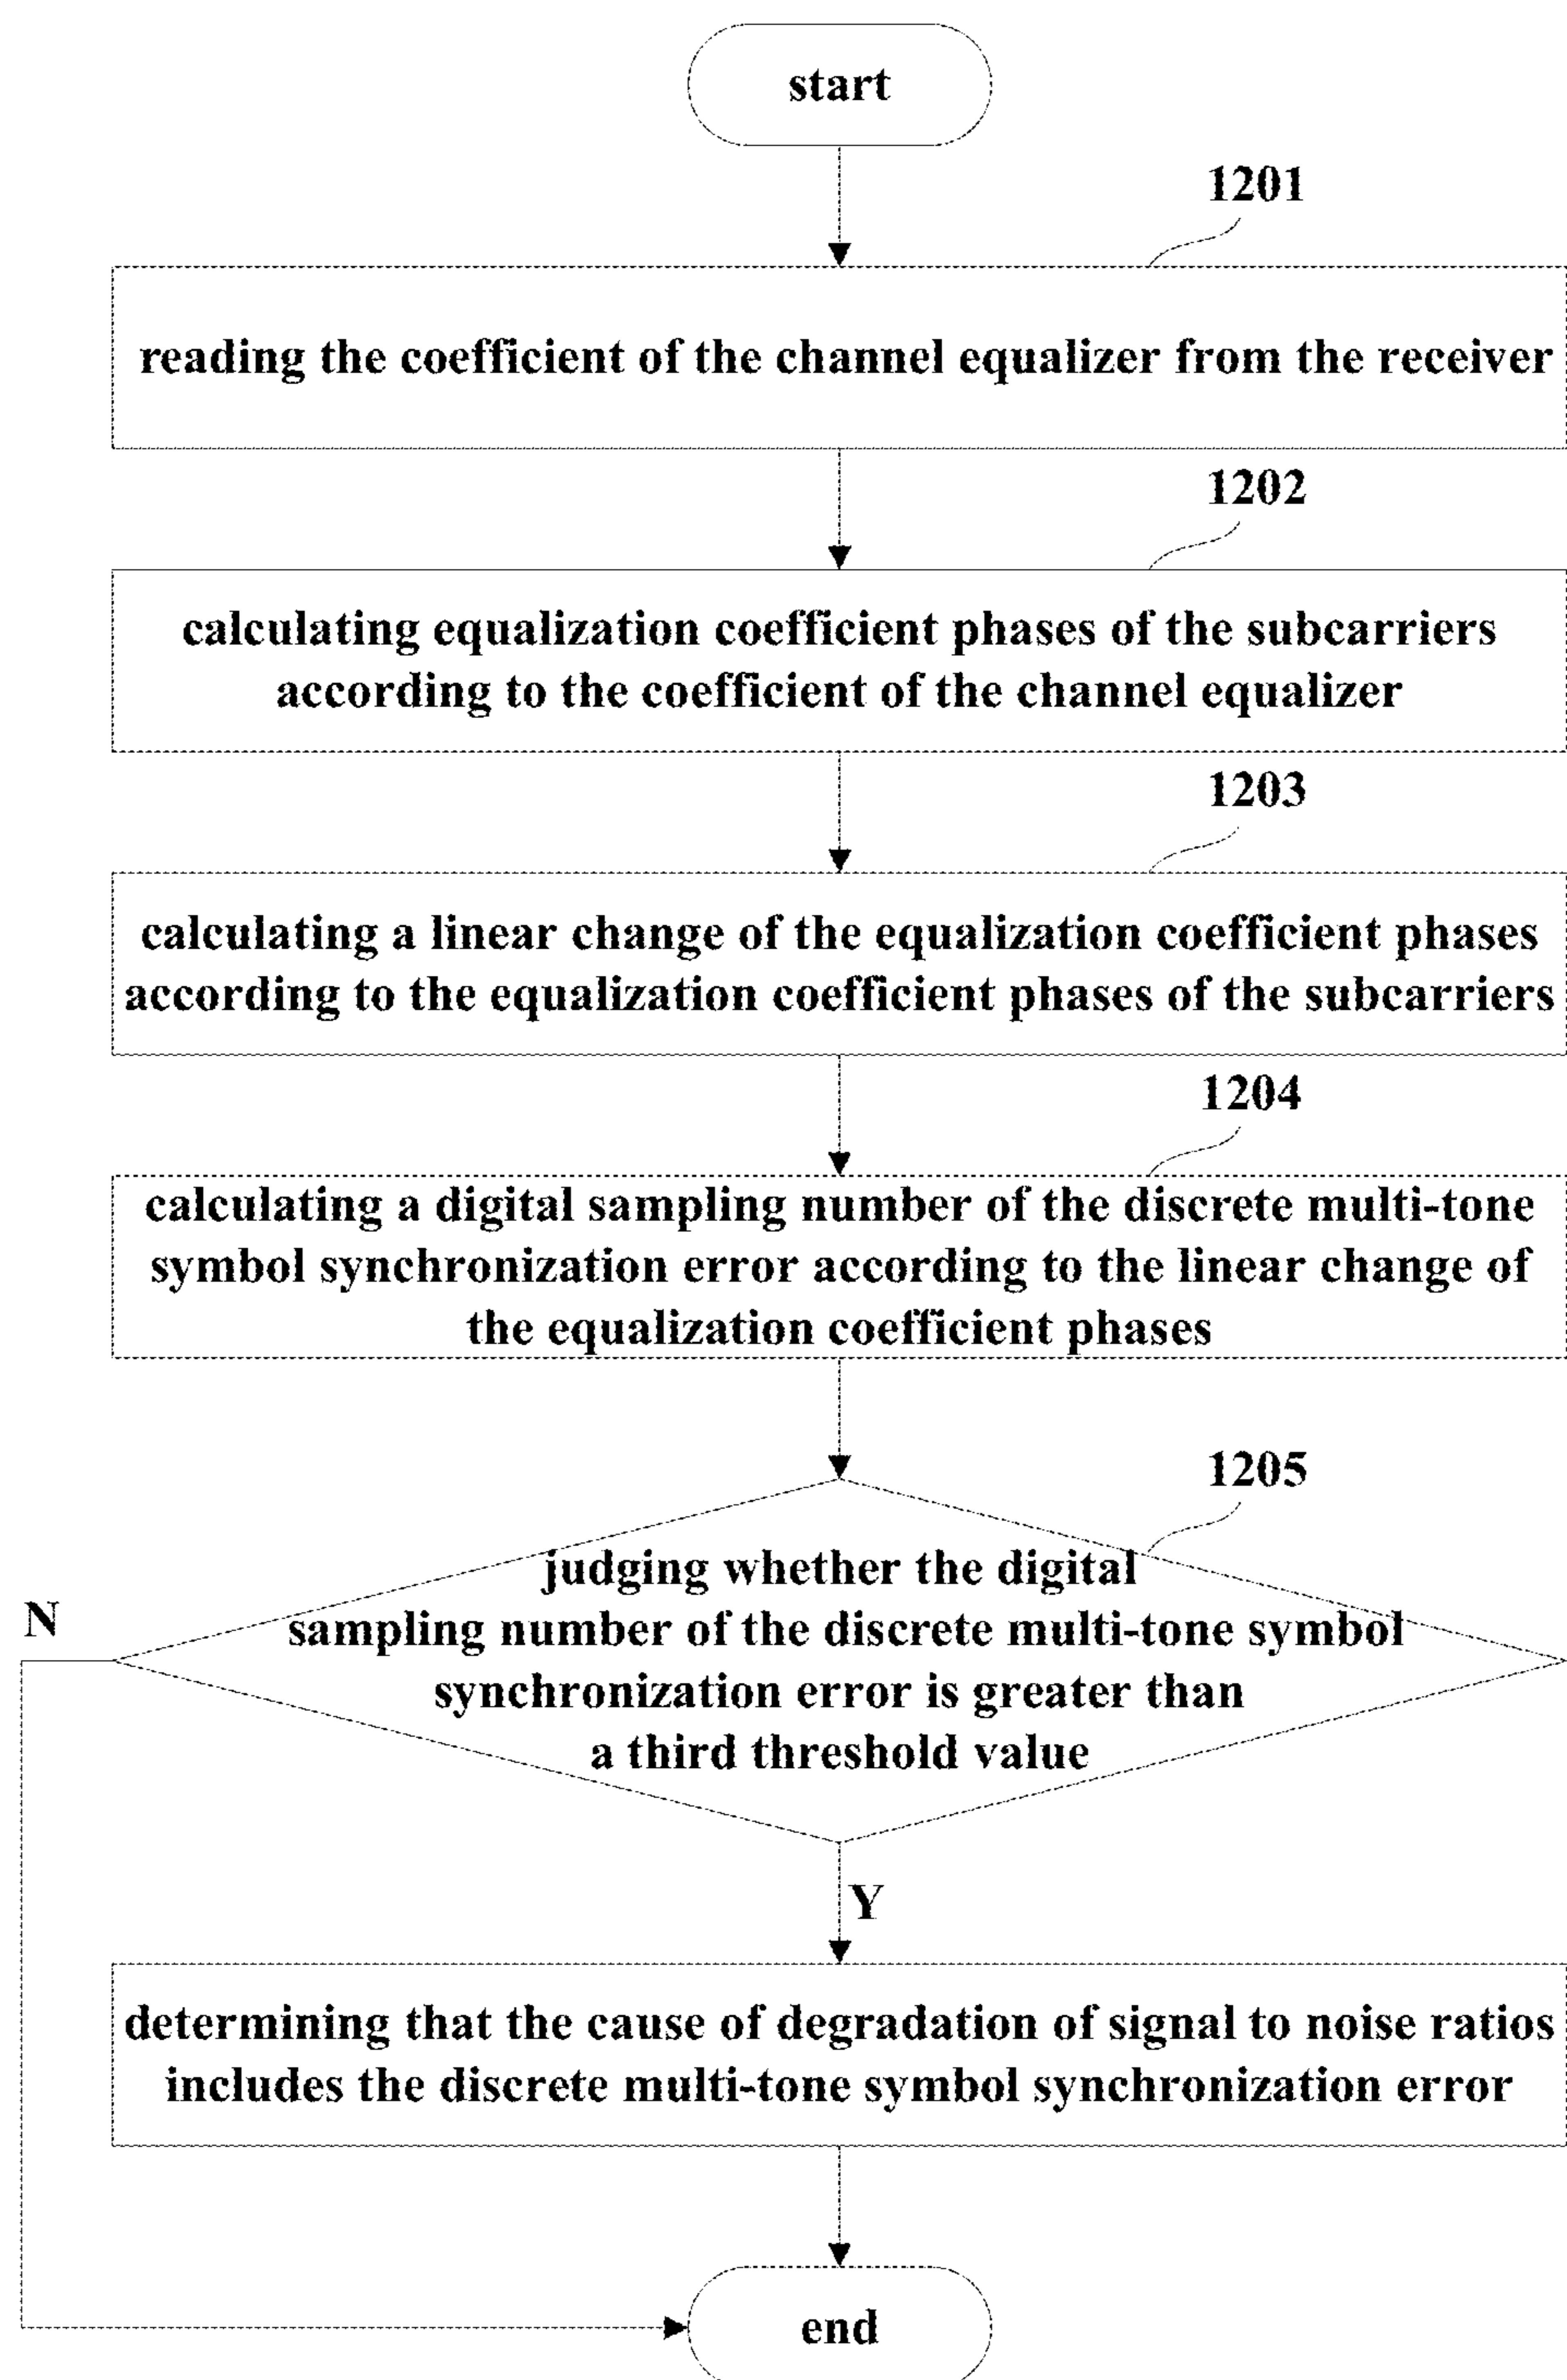 start
1201
reading the coefficient of the channel equalizer from the receiver
1202
calculating equalization coefficient phases of the subcarriers
according to the coefficient of the channel equalizer
1203
calculating a linear change of the equalization coefficient phases
according to the equalization coefficient phases of the subcarriers
1204
calculating a digital sampling number of the discrete multi-tone
symbol synchronization error according to the linear change of
the equalization coefficient phases
1205
judging whether the digital
sampling number of the discrete multi-tone symbol
synchronization error is greater than
a third threshold value
N
Y
determining that the cause of degradation of signal to noise ratios
includes the discrete multi-tone symbol synchronization error
end